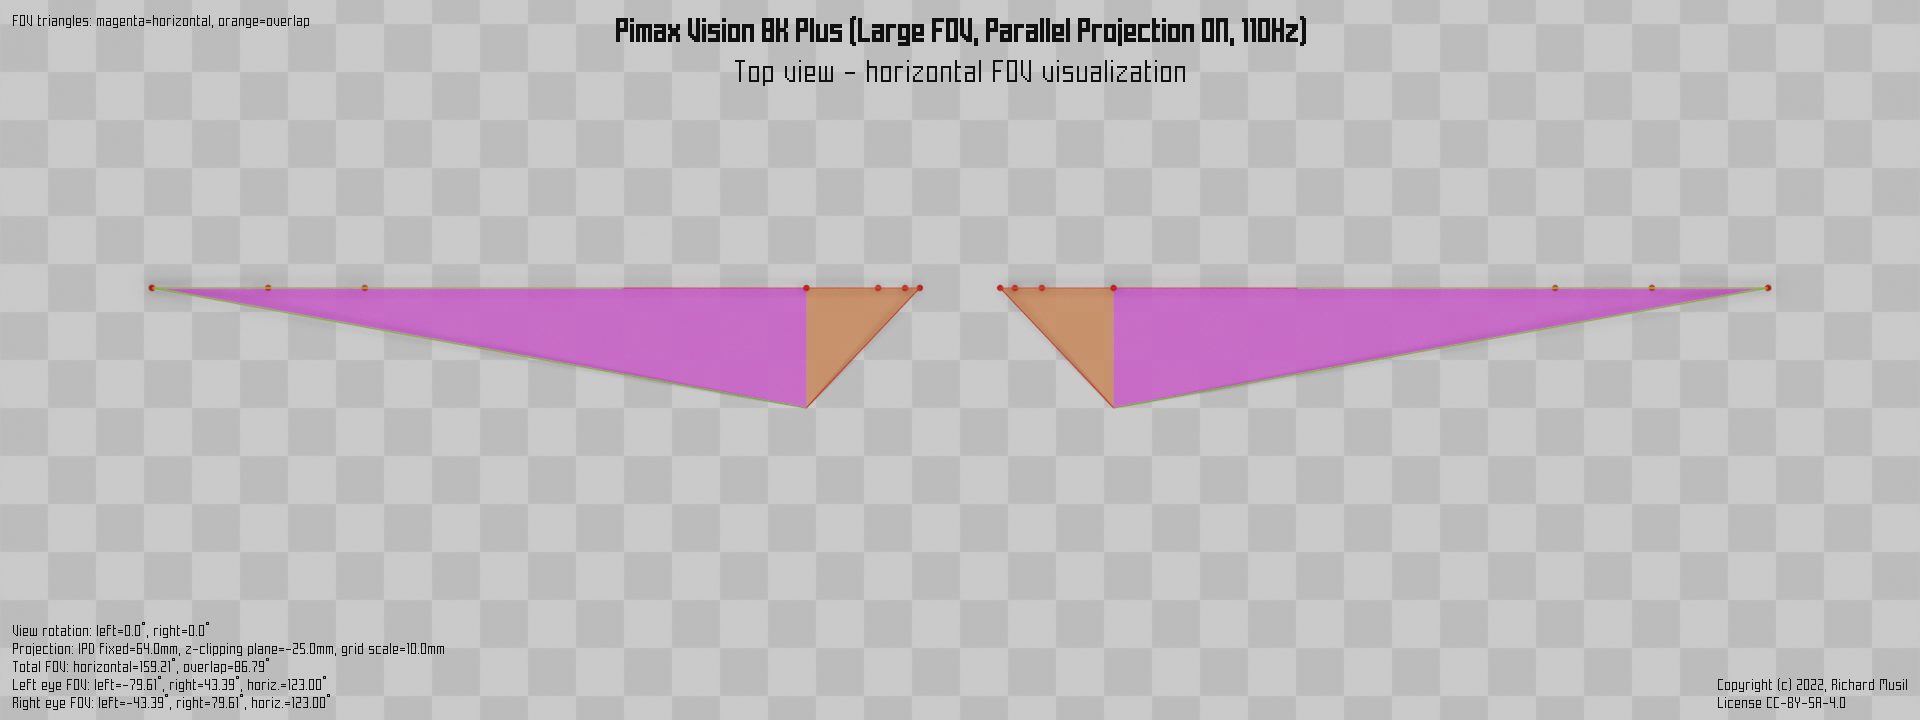 FOV triangles: magenta=horizontal, orange=overlap
Pimax Vision 8K Plus (Large FOV, Parallel Projection ON, 110Hz)
Top view - horizontal FOV visualization
View rotation: left=0.0°, right=0.0°
Projection: IPD fixed=64.0mm, z-clipping plane=-25.0mm, grid scale=10.0mm
Total FOV: horizontal=159.21°, overlap=86.79°
Left eye FOV: left=-79.61°, right=43.39°, horiz.=123.00°
Right eye FOV: left=-43.39°, right=79.61°, horiz.=123.00°
Copyright (c) 2022, Richard Musil
License CC-BY-SA-4.0